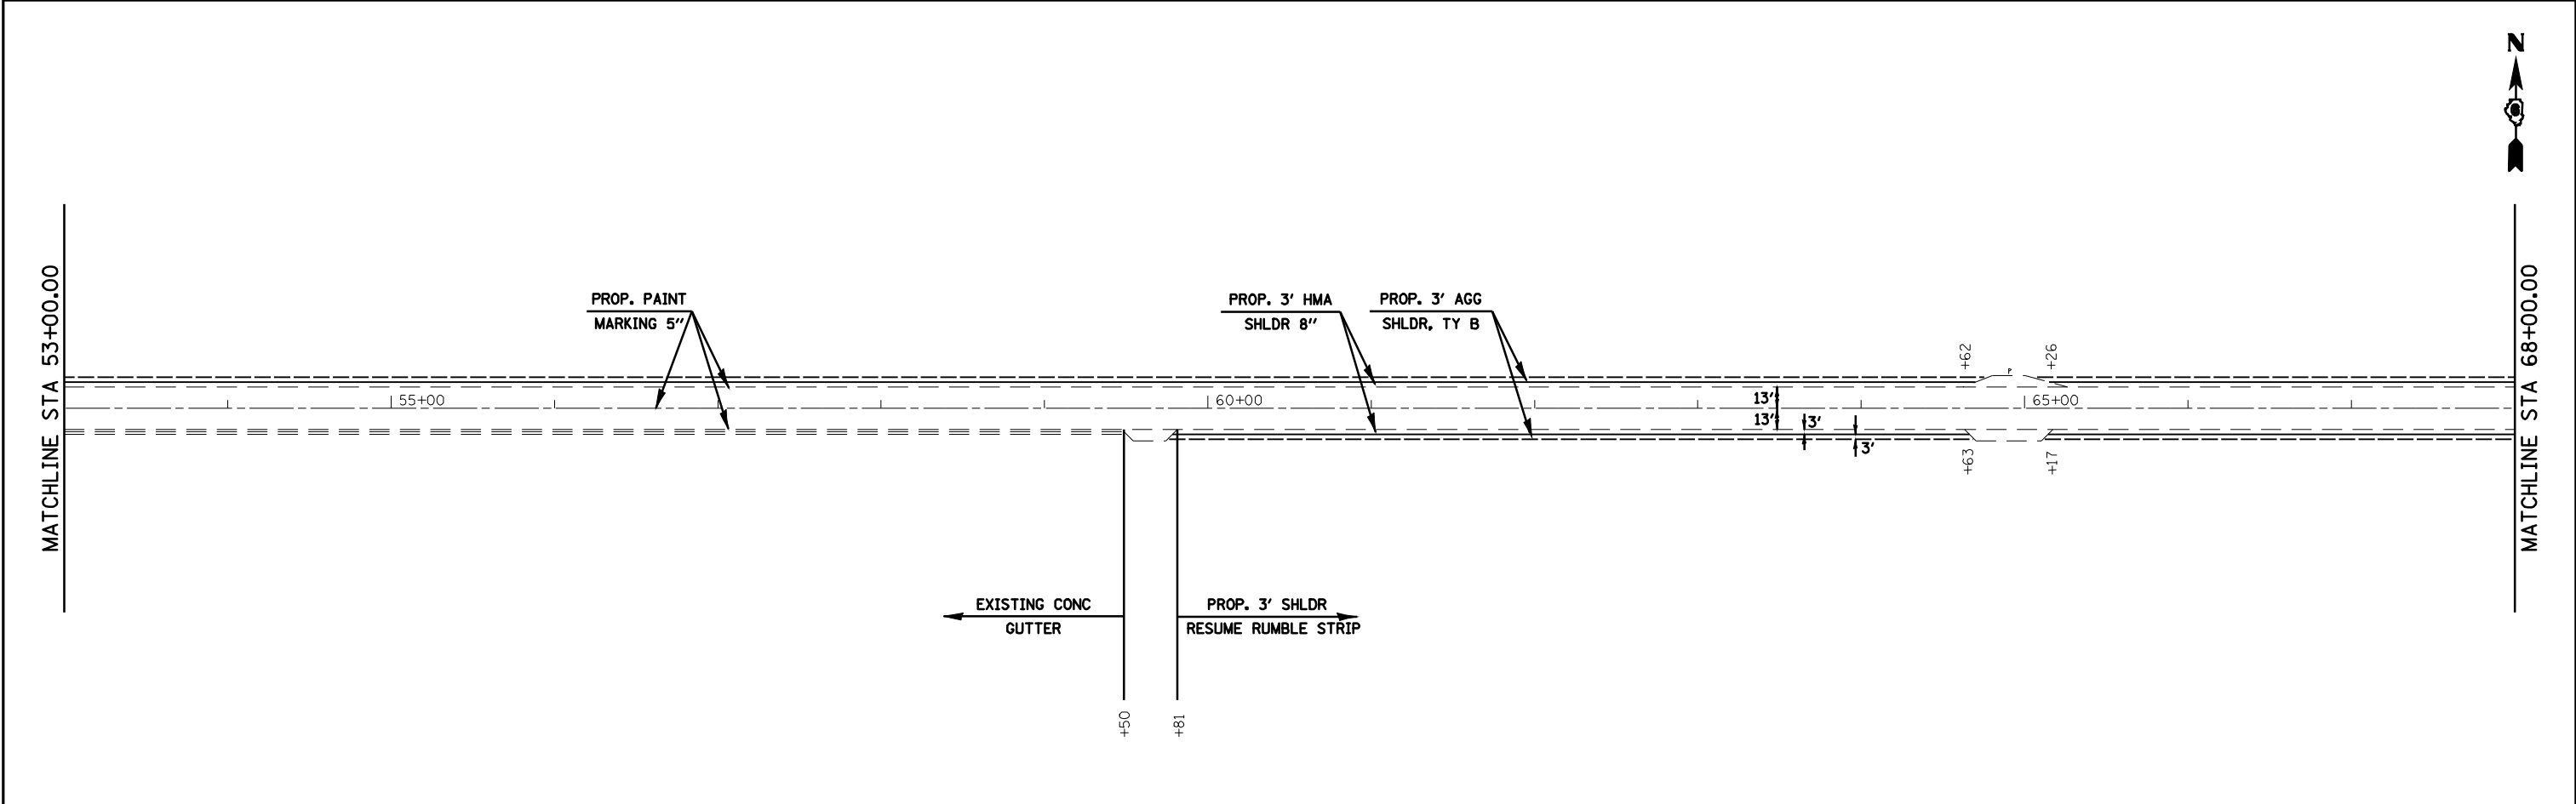 N
MATCHLINE STA 53+00.00
MATCHLINE STA 68+00.00
PROP. PAINT
MARKING 5"
PROP. 3' HMA
SHLDR 8"
PROP. 3' AGG
SHLDR, TY B
+62
+26
P
55+00
60+00
65+00
13'
13'
3'
3'
+63
+17
EXISTING CONC
GUTTER
PROP. 3' SHLDR
RESUME RUMBLE STRIP
+50
+81